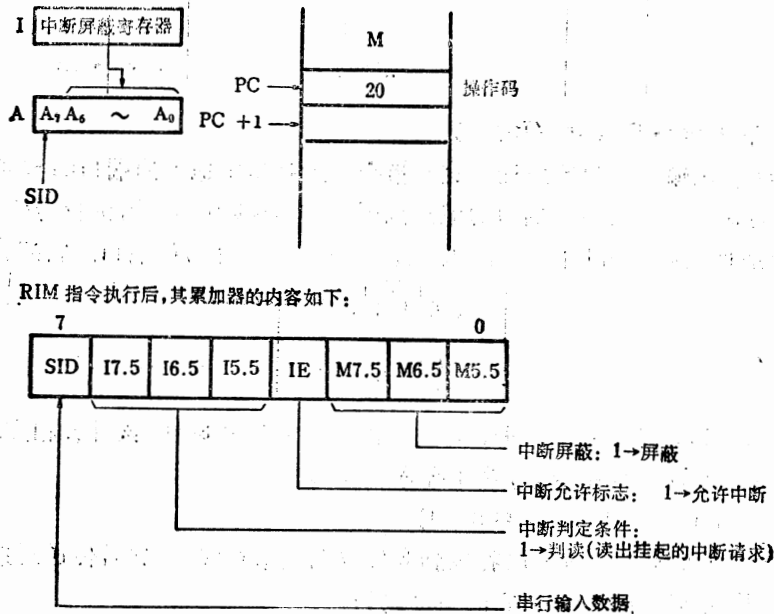 I 中断屏蔽寄存器
M
PC 20 操作码
A A₇ A₆ ~ A₀
PC +1
SID
RIM 指令执行后,其累加器的内容如下:
7 0
SID I7.5 I6.5 I5.5 IE M7.5 M6.5 M5.5
中断屏蔽: 1→屏蔽
中断允许标志: 1→允许中断
中断判定条件:
1→判读(读出挂起的中断请求)
串行输入数据